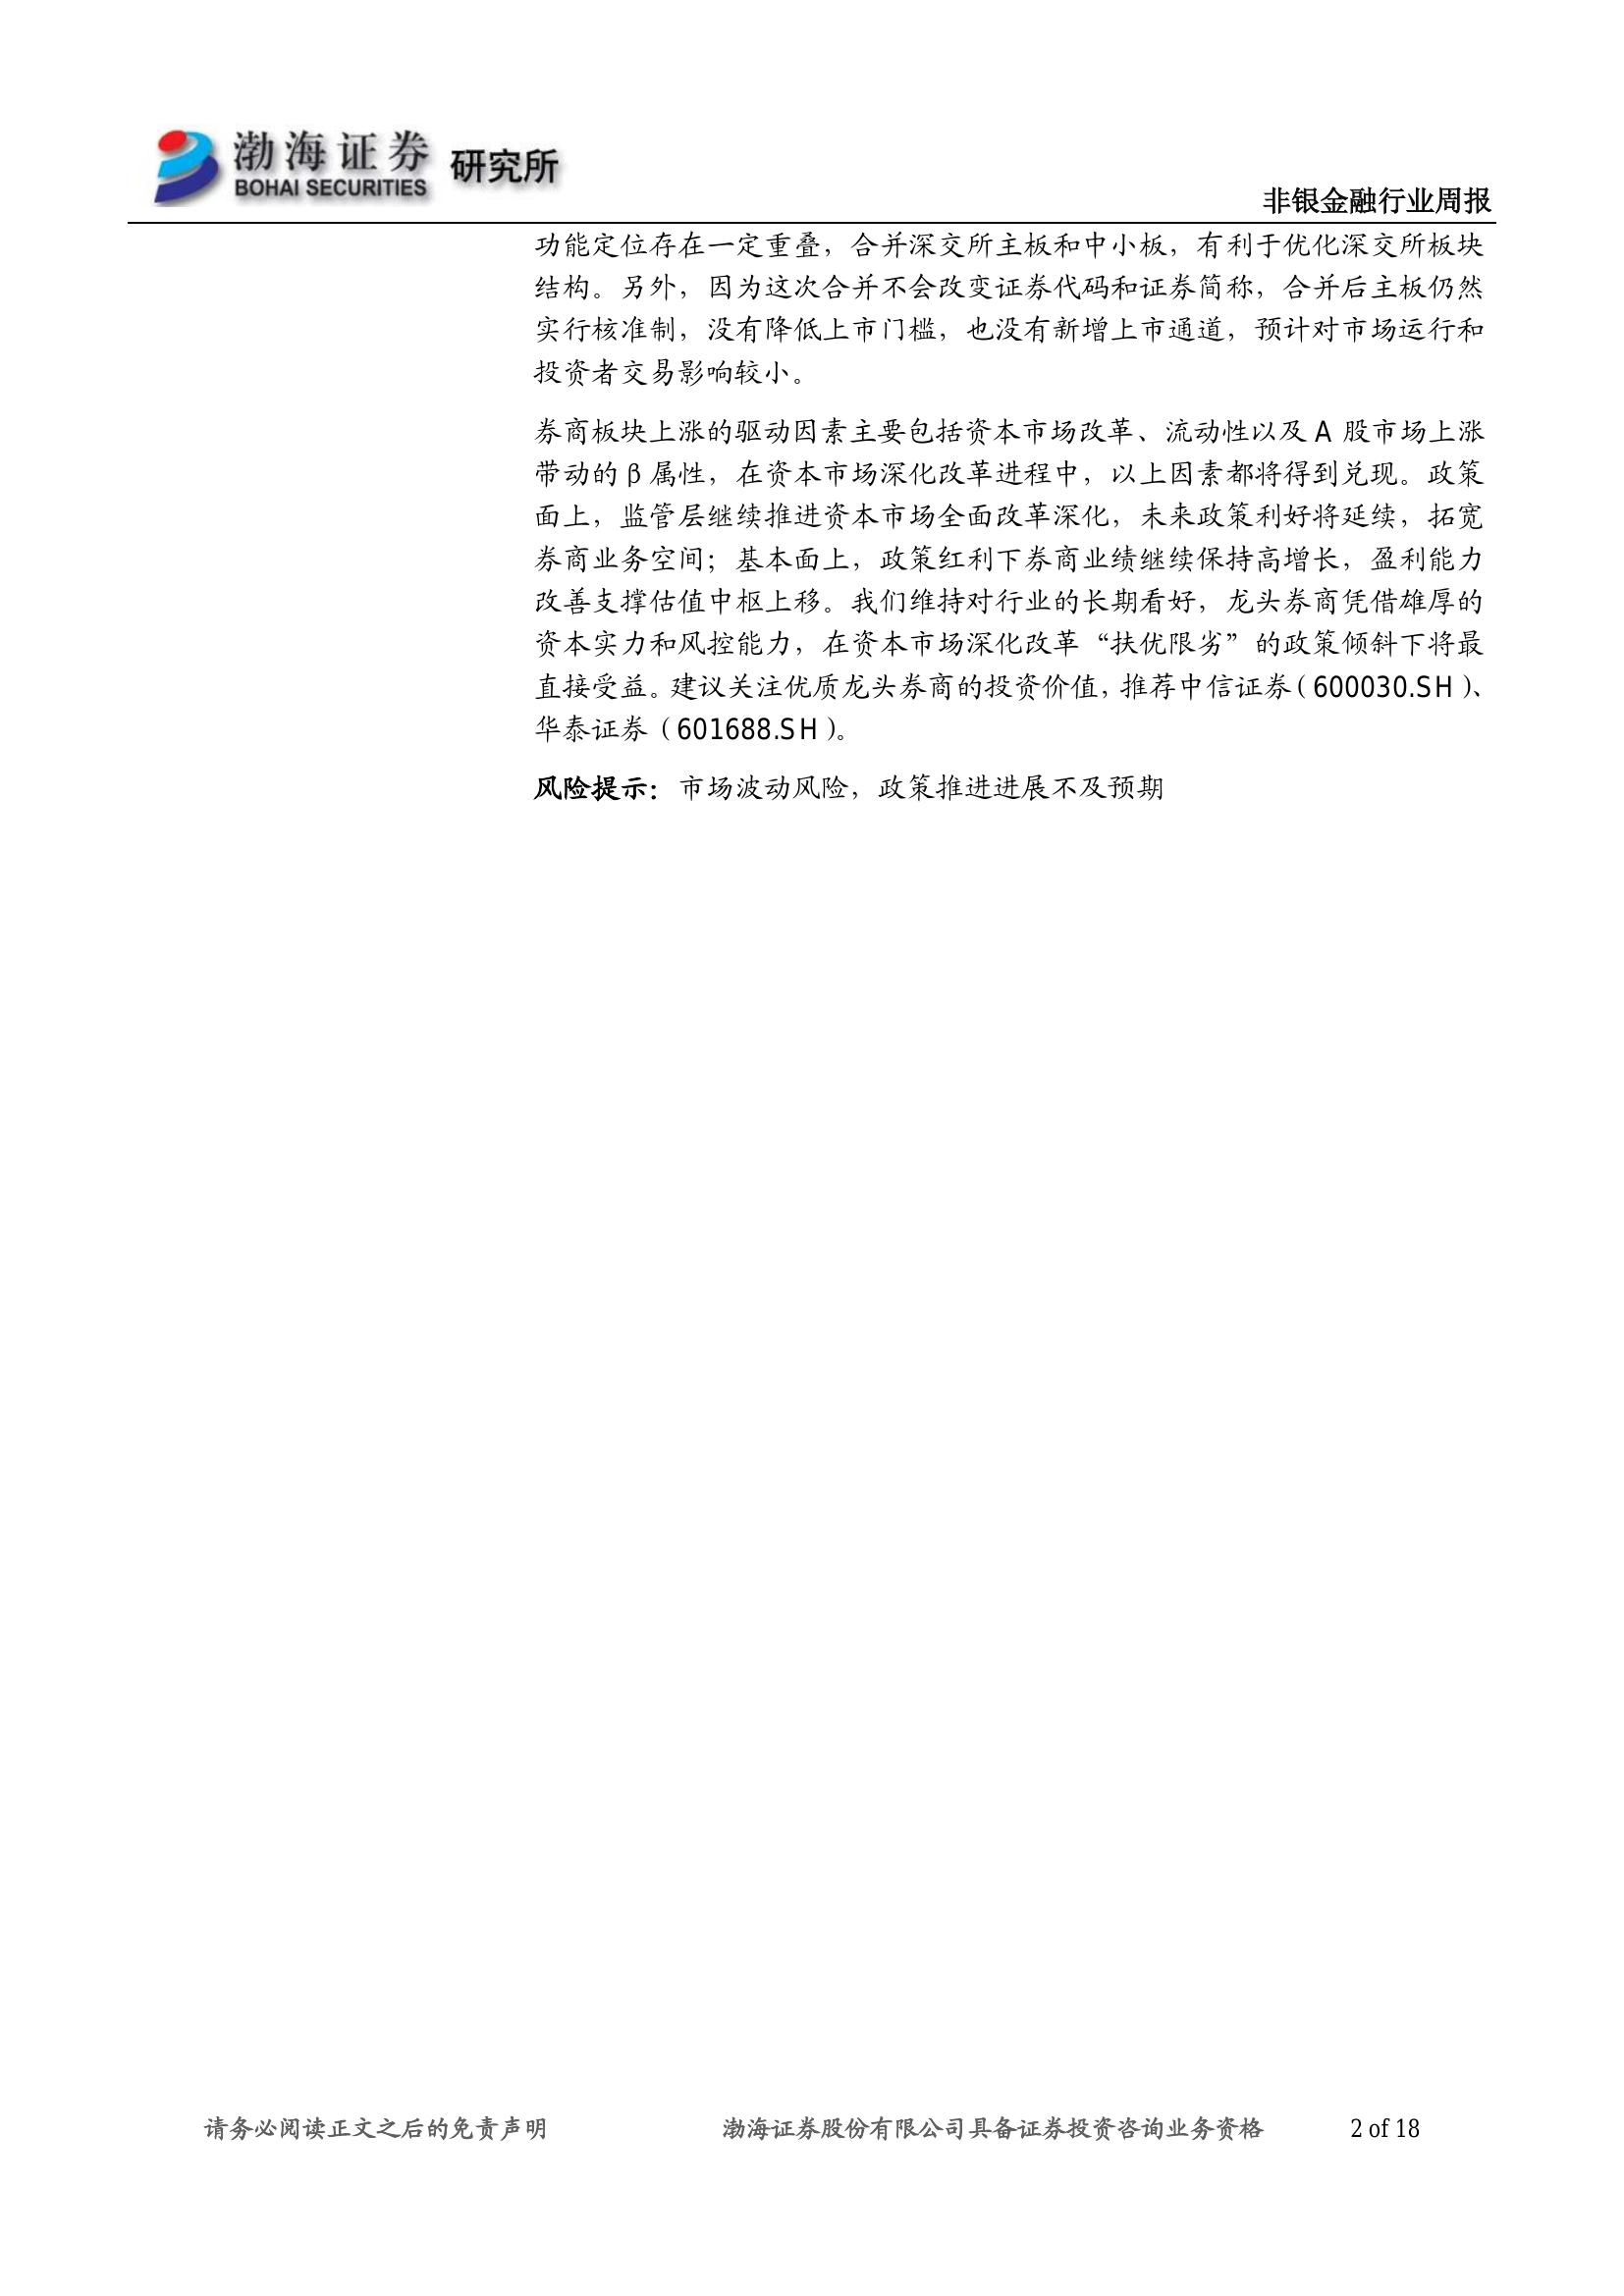 渤海证券 研究所
BOHAI SECURITIES
非银金融行业周报
功能定位存在一定重叠，合并深交所主板和中小板，有利于优化深交所板块
结构。另外，因为这次合并不会改变证券代码和证券简称，合并后主板仍然
实行核准制，没有降低上市门槛，也没有新增上市通道，预计对市场运行和
投资者交易影响较小。
券商板块上涨的驱动因素主要包括资本市场改革、流动性以及 A 股市场上涨
带动的 β 属性，在资本市场深化改革进程中，以上因素都将得到兑现。政策
面上，监管层继续推进资本市场全面改革深化，未来政策利好将延续，拓宽
券商业务空间；基本面上，政策红利下券商业绩继续保持高增长，盈利能力
改善支撑估值中枢上移。我们维持对行业的长期看好，龙头券商凭借雄厚的
资本实力和风控能力，在资本市场深化改革“扶优限劣”的政策倾斜下将最
直接受益。建议关注优质龙头券商的投资价值，推荐中信证券（600030.SH）、
华泰证券（601688.SH）。
风险提示：市场波动风险，政策推进进展不及预期
请务必阅读正文之后的免责声明 渤海证券股份有限公司具备证券投资咨询业务资格 2 of 18